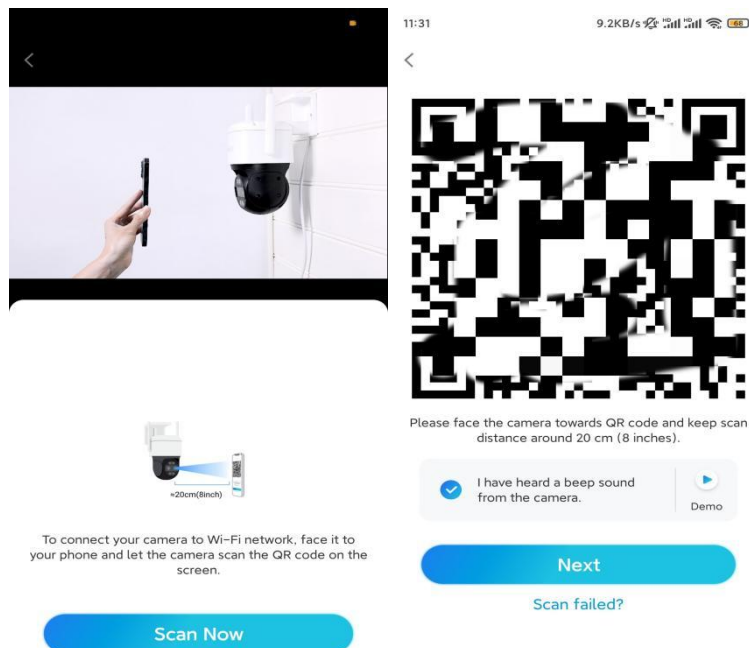 ≈20cm(8inch)
To connect your camera to Wi-Fi network, face it to
your phone and let the camera scan the QR code on the
screen.
Scan Now
11:31
9.2KB/s HD HD 68
Please face the camera towards QR code and keep scan
distance around 20 cm (8 inches).
I have heard a beep sound
from the camera.
Demo
Next
Scan failed?